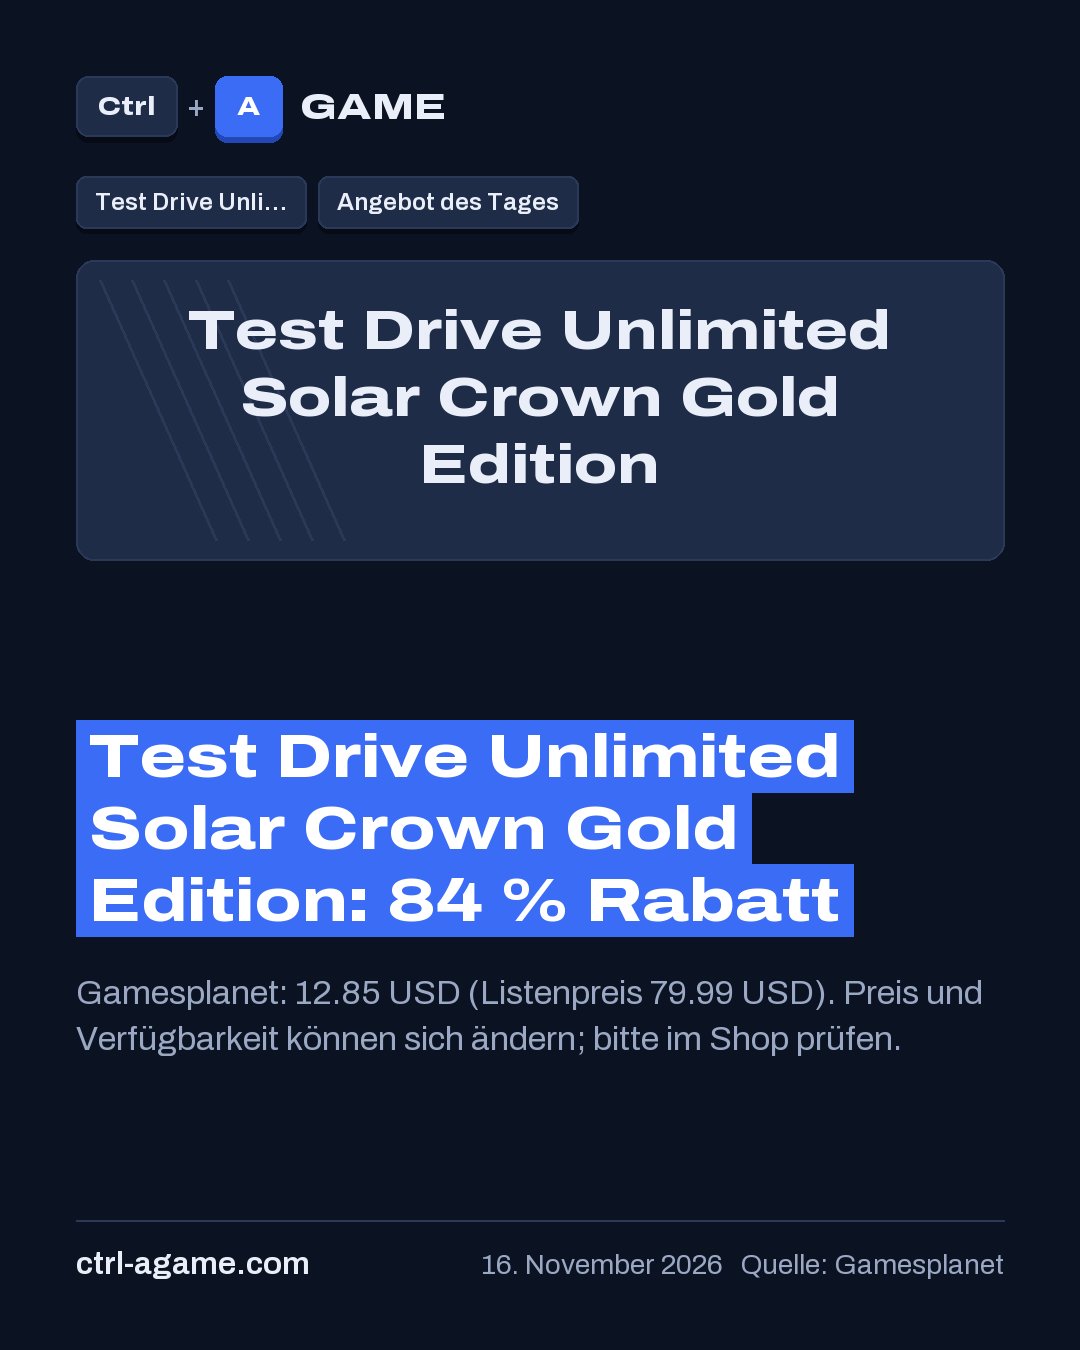 Ctrl + A GAME
Test Drive Unli... Angebot des Tages
Test Drive Unlimited
Solar Crown Gold
Edition
Test Drive Unlimited
Solar Crown Gold
Edition: 84 % Rabatt
Gamesplanet: 12.85 USD (Listenpreis 79.99 USD). Preis und
Verfügbarkeit können sich ändern; bitte im Shop prüfen.
ctrl-agame.com 16. November 2026 Quelle: Gamesplanet